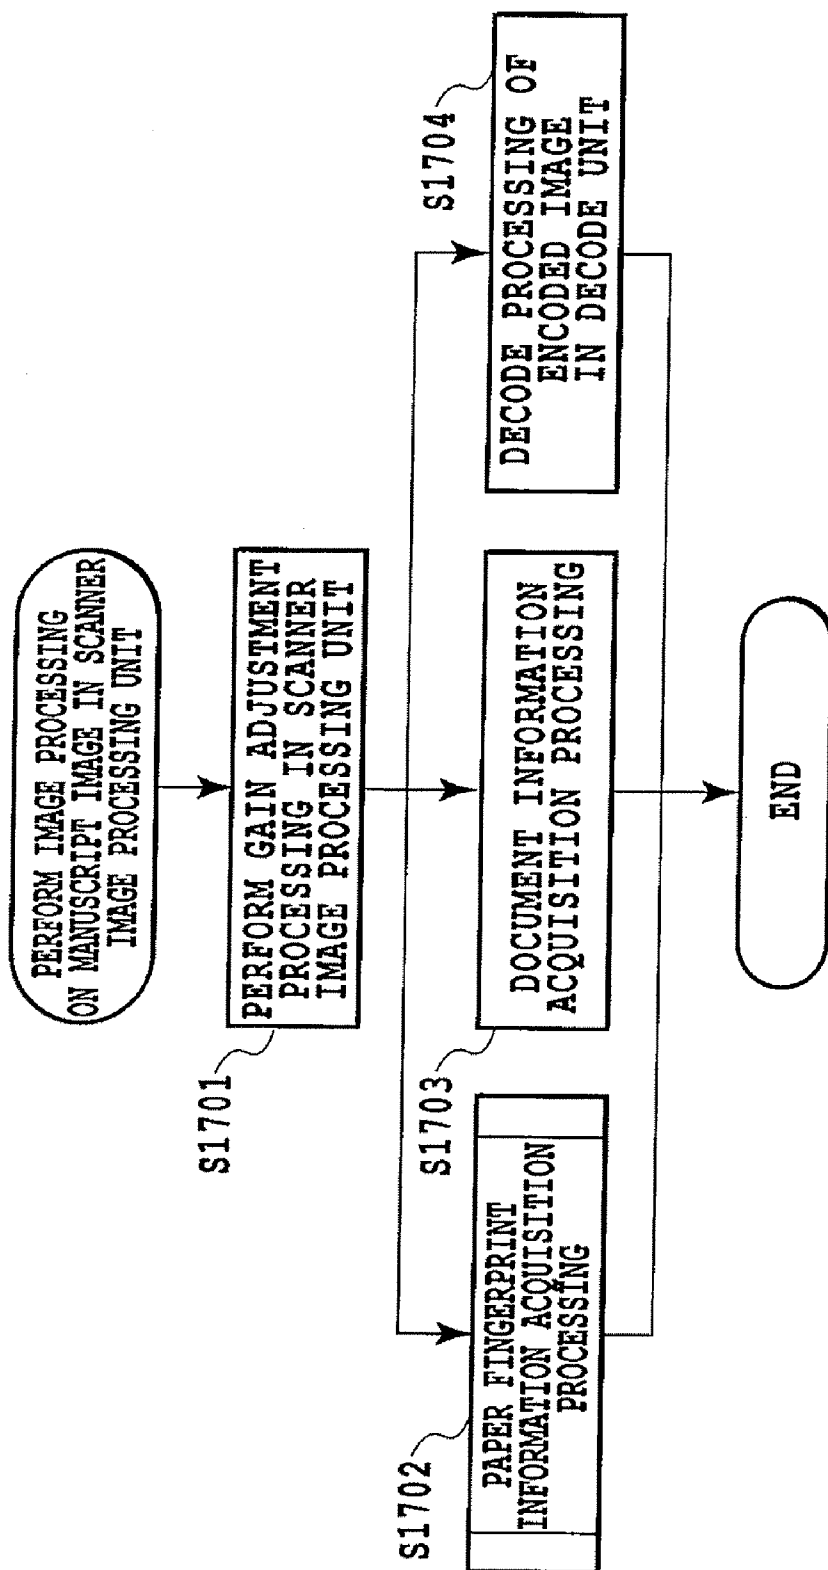 PERFORM IMAGE PROCESSING
ON MANUSCRIPT IMAGE IN SCANNER
IMAGE PROCESSING UNIT
S1701
PERFORM GAIN ADJUSTMENT
PROCESSING IN SCANNER
IMAGE PROCESSING UNIT
S1702
PAPER FINGERPRINT
INFORMATION ACQUISITION
PROCESSING
S1703
DOCUMENT INFORMATION
ACQUISITION PROCESSING
S1704
DECODE PROCESSING OF
ENCODED IMAGE
IN DECODE UNIT
END